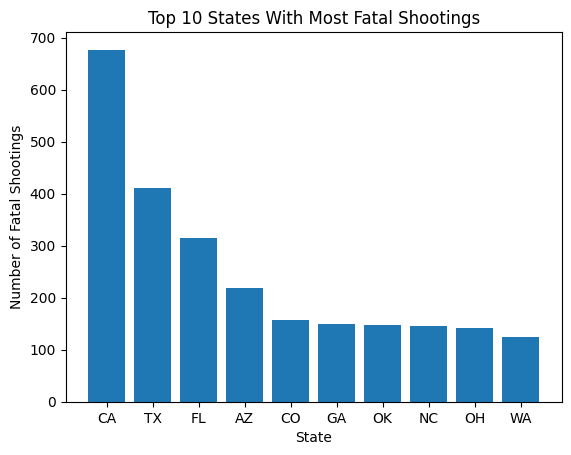 Top 10 States With Most Fatal Shootings
Number of Fatal Shootings
700
600
500
400
300
200
100
0
CA TX FL AZ CO GA OK NC OH WA
State